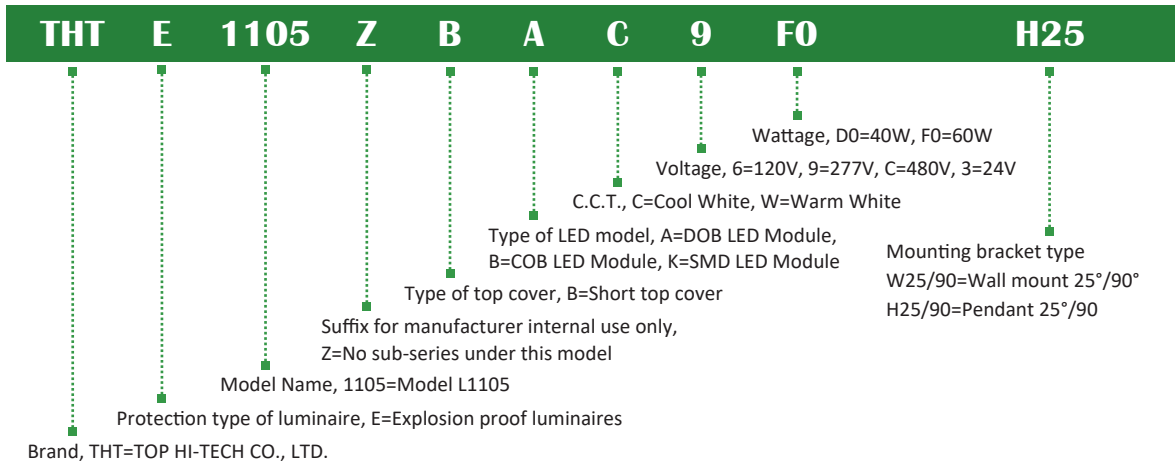 THT E 1105 Z B A C 9 F0 H25
Wattage, D0=40W, F0=60W
Voltage, 6=120V, 9=277V, C=480V, 3=24V
C.C.T., C=Cool White, W=Warm White
Type of LED model, A=DOB LED Module,
B=COB LED Module, K=SMD LED Module
Mounting bracket type
W25/90=Wall mount 25°/90°
H25/90=Pendant 25°/90
Type of top cover, B=Short top cover
Suffix for manufacturer internal use only,
Z=No sub-series under this model
Model Name, 1105=Model L1105
Protection type of luminaire, E=Explosion proof luminaires
Brand, THT=TOP HI-TECH CO., LTD.